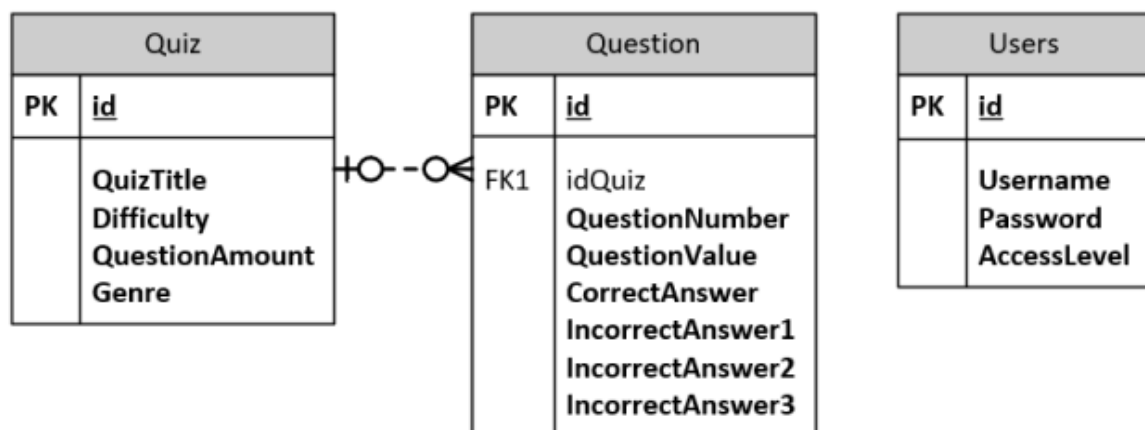 Quiz
PK id
QuizTitle
Difficulty
QuestionAmount
Genre
Question
PK id
FK1 idQuiz
QuestionNumber
QuestionValue
CorrectAnswer
IncorrectAnswer1
IncorrectAnswer2
IncorrectAnswer3
Users
PK id
Username
Password
AccessLevel